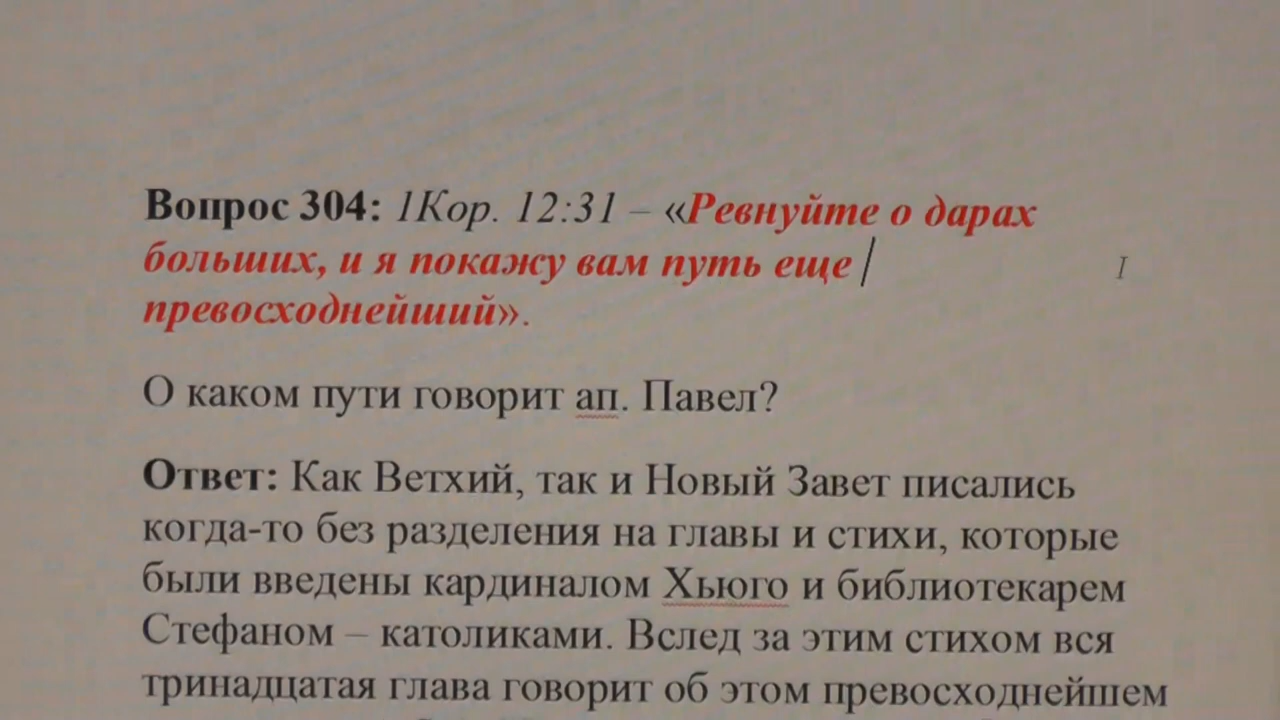 Вопрос 304: 1Кор. 12:31 – «Ревнуйте о дарах
больших, и я покажу вам путь еще
превосходнейший».
О каком пути говорит ап. Павел?
Ответ: Как Ветхий, так и Новый Завет писались
когда-то без разделения на главы и стихи, которые
были введены кардиналом Хьюго и библиотекарем
Стефаном – католиками. Вслед за этим стихом вся
тринадцатая глава говорит об этом превосходнейшем